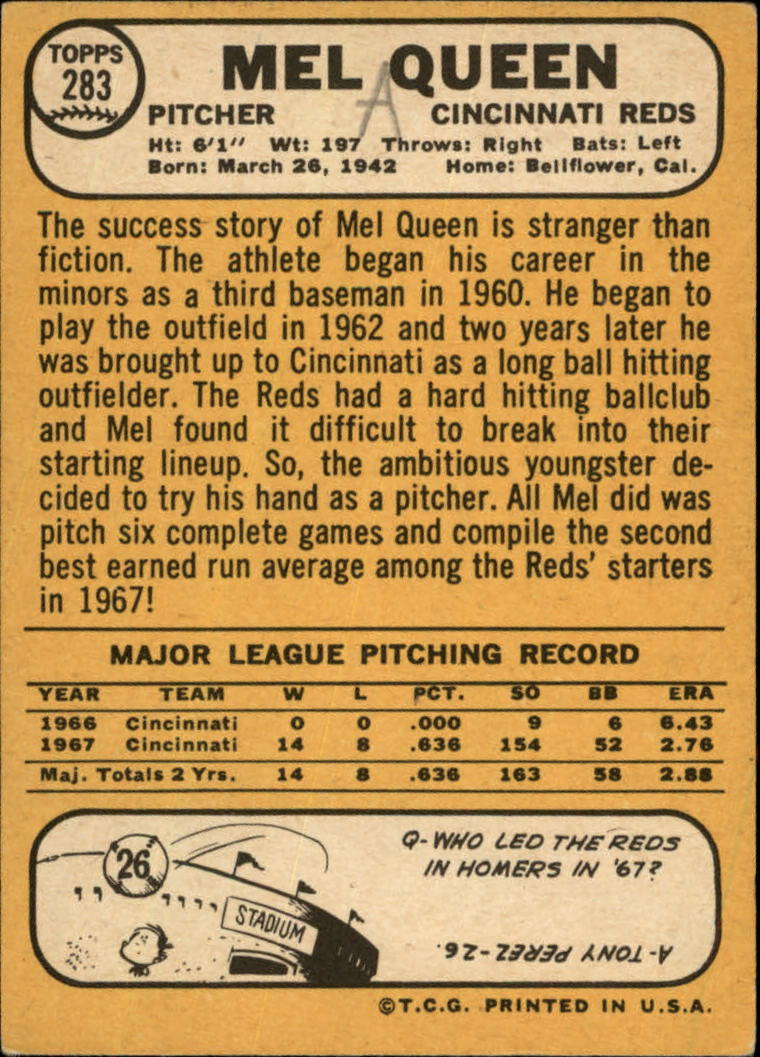 TOPPS
283
MEL QUEEN
A
PITCHER CINCINNATI REDS
Ht: 6'1" Wt: 197 Throws: Right Bats: Left
Born: March 26, 1942 Home: Bellflower, Cal.
The success story of Mel Queen is stranger than
fiction. The athlete began his career in the
minors as a third baseman in 1960. He began to
play the outfield in 1962 and two years later he
was brought up to Cincinnati as a long ball hitting
outfielder. The Reds had a hard hitting ballclub
and Mel found it difficult to break into their
starting lineup. So, the ambitious youngster de-
cided to try his hand as a pitcher. All Mel did was
pitch six complete games and compile the second
best earned run average among the Reds' starters
in 1967!
MAJOR LEAGUE PITCHING RECORD
YEAR TEAM W L PCT. SO BB ERA
1966 Cincinnati 0 0 .000 9 6 6.43
1967 Cincinnati 14 8 .636 154 52 2.76
Maj. Totals 2 Yrs. 14 8 .636 163 58 2.88
26
STADIUM
Q-WHO LED THE REDS
IN HOMERS IN '67?
A-TONY PEREZ-26.
©T.C.G. PRINTED IN U.S.A.